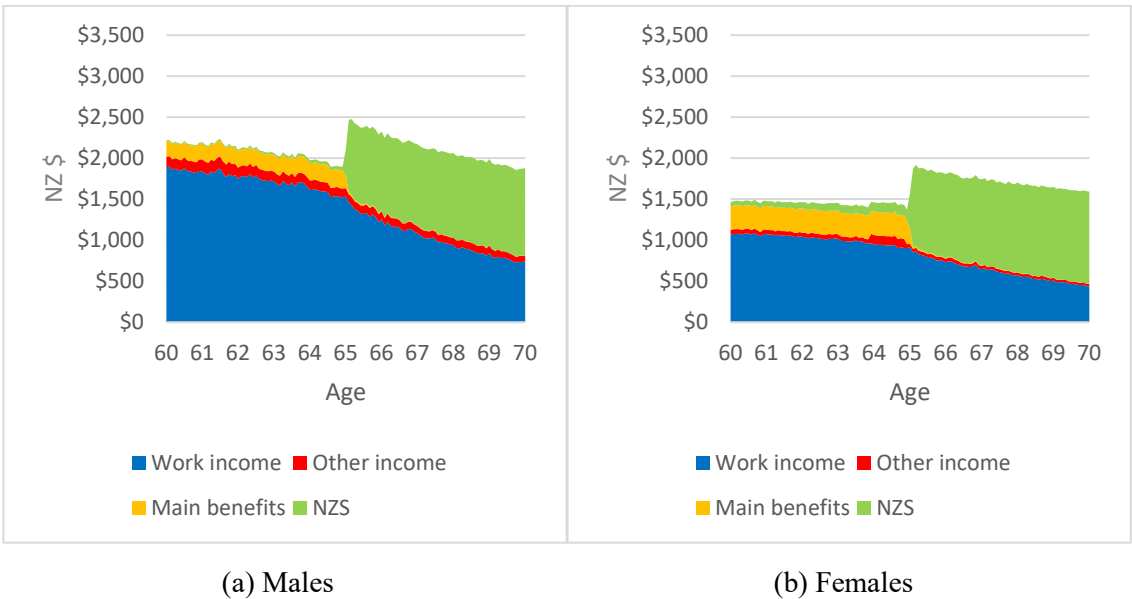 $3,500
$3,000
$2,500
$2,000
$1,500
$1,000
$500
$0
NZ $
60 61 62 63 64 65 66 67 68 69 70
Age
Work income Other income
Main benefits NZS
(a) Males
$3,500
$3,000
$2,500
$2,000
$1,500
$1,000
$500
$0
NZ $
60 61 62 63 64 65 66 67 68 69 70
Age
Work income Other income
Main benefits NZS
(b) Females